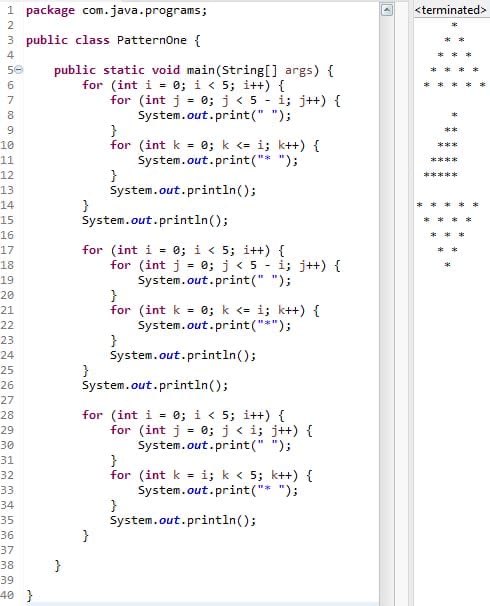 1 package com.java.programs;
2
3 public class PatternOne {
4
5     public static void main(String[] args) {
6         for (int i = 0; i < 5; i++) {
7             for (int j = 0; j < 5 - i; j++) {
8                 System.out.print(" ");
9             }
10             for (int k = 0; k <= i; k++) {
11                 System.out.print("* ");
12             }
13             System.out.println();
14         }
15         System.out.println();
16
17         for (int i = 0; i < 5; i++) {
18             for (int j = 0; j < 5 - i; j++) {
19                 System.out.print(" ");
20             }
21             for (int k = 0; k <= i; k++) {
22                 System.out.print("*");
23             }
24             System.out.println();
25         }
26         System.out.println();
27
28         for (int i = 0; i < 5; i++) {
29             for (int j = 0; j < i; j++) {
30                 System.out.print(" ");
31             }
32             for (int k = i; k < 5; k++) {
33                 System.out.print("* ");
34             }
35             System.out.println();
36         }
37
38     }
39
40 }
<terminated>
     *
    * *
   * * *
  * * * *
 * * * * *

     *
    **
   ***
  ****
 *****

* * * * *
 * * * *
  * * *
   * *
    *